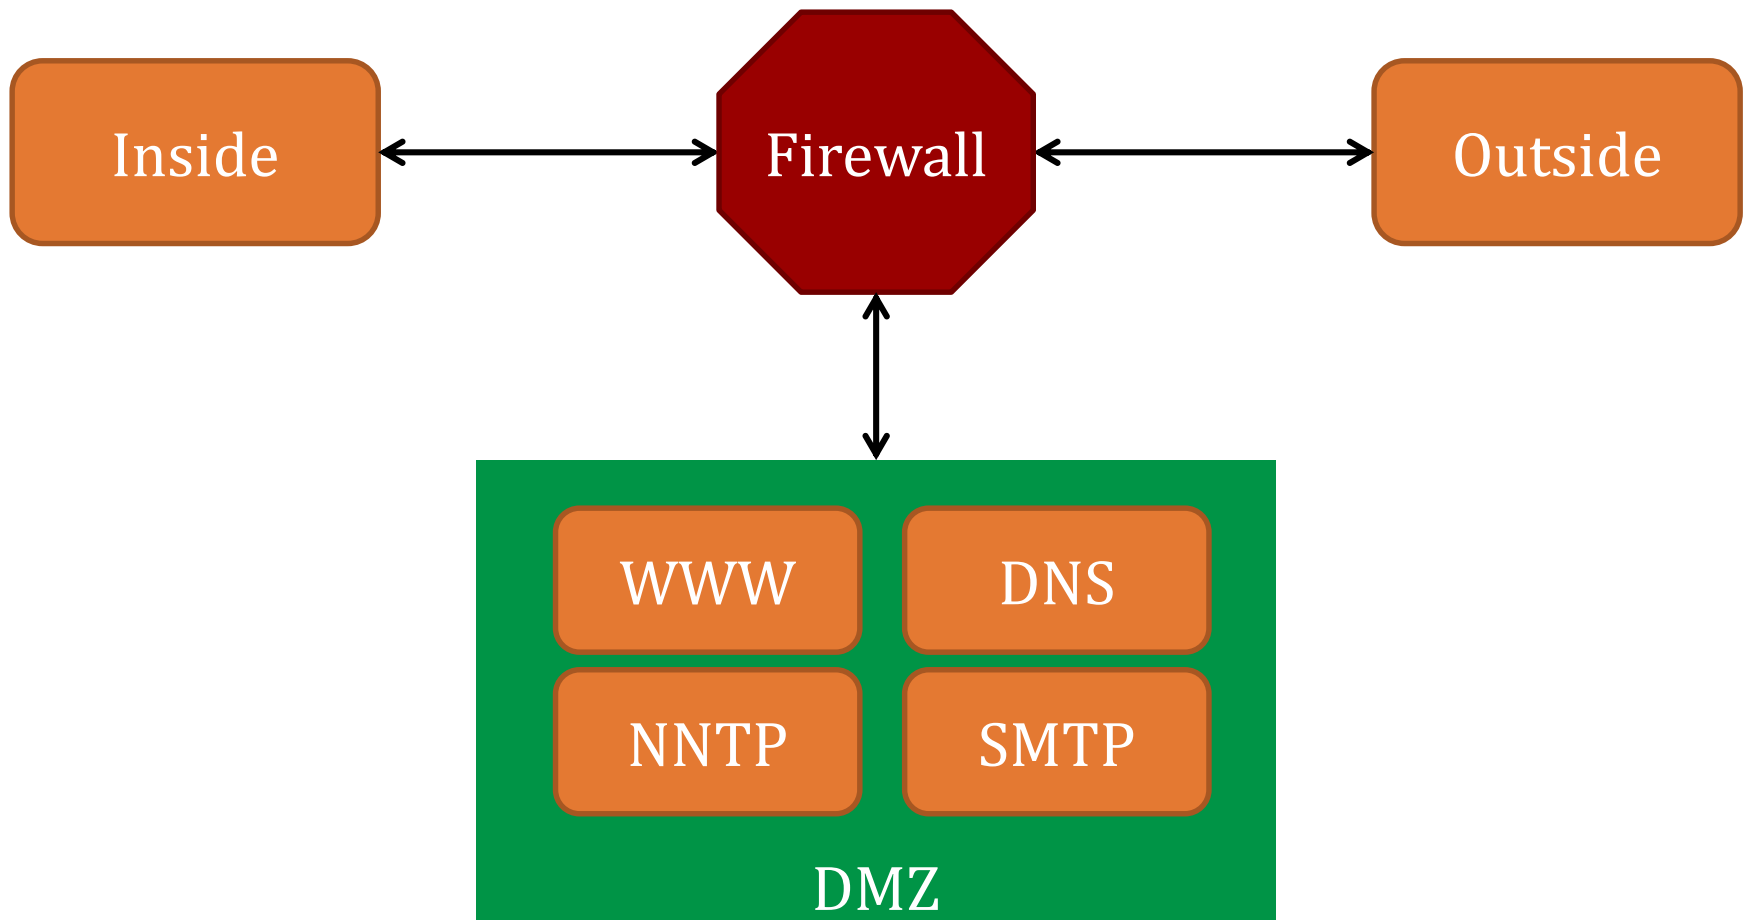 Inside
Firewall
Outside
WWW
DNS
NNTP
SMTP
DMZ